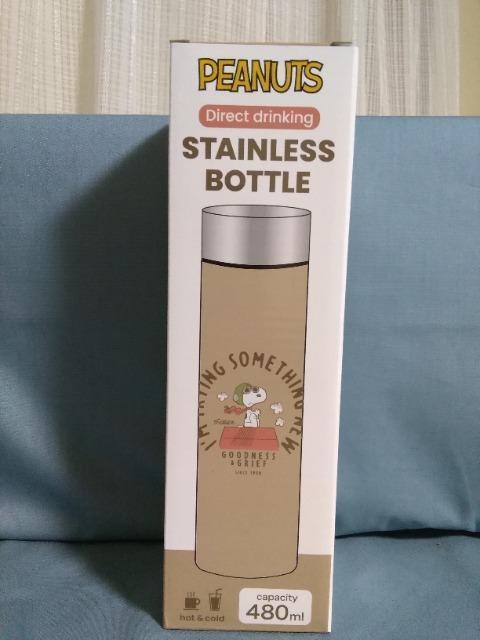 PEANUTS
Direct drinking
STAINLESS
BOTTLE
I'M TRYING SOMETHING NEW
GOODNESS
& GRIEF
SINCE 1950
hot & cold
capacity
480ml